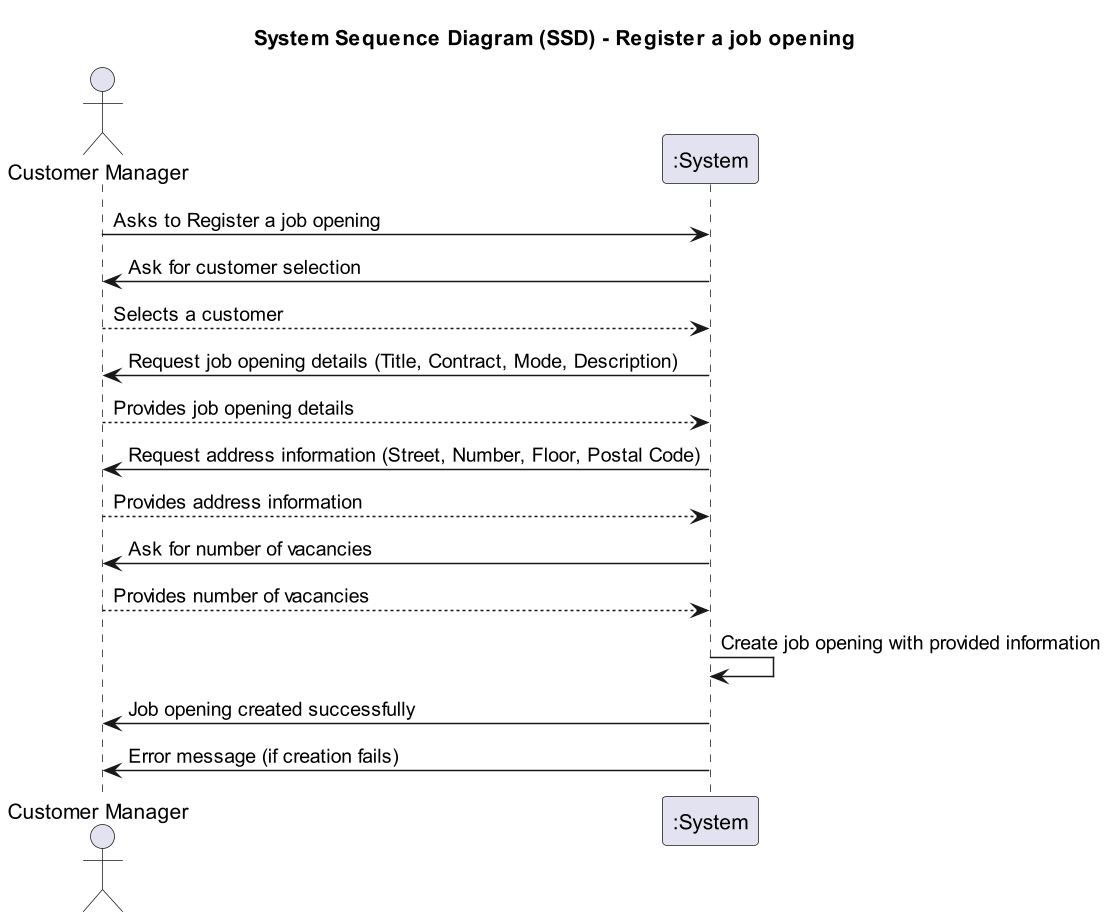 System Sequence Diagram (SSD) - Register a job opening
Customer Manager
:System
Asks to Register a job opening
Ask for customer selection
Selects a customer
Request job opening details (Title, Contract, Mode, Description)
Provides job opening details
Request address information (Street, Number, Floor, Postal Code)
Provides address information
Ask for number of vacancies
Provides number of vacancies
Create job opening with provided information
Job opening created successfully
Error message (if creation fails)
Customer Manager
:System